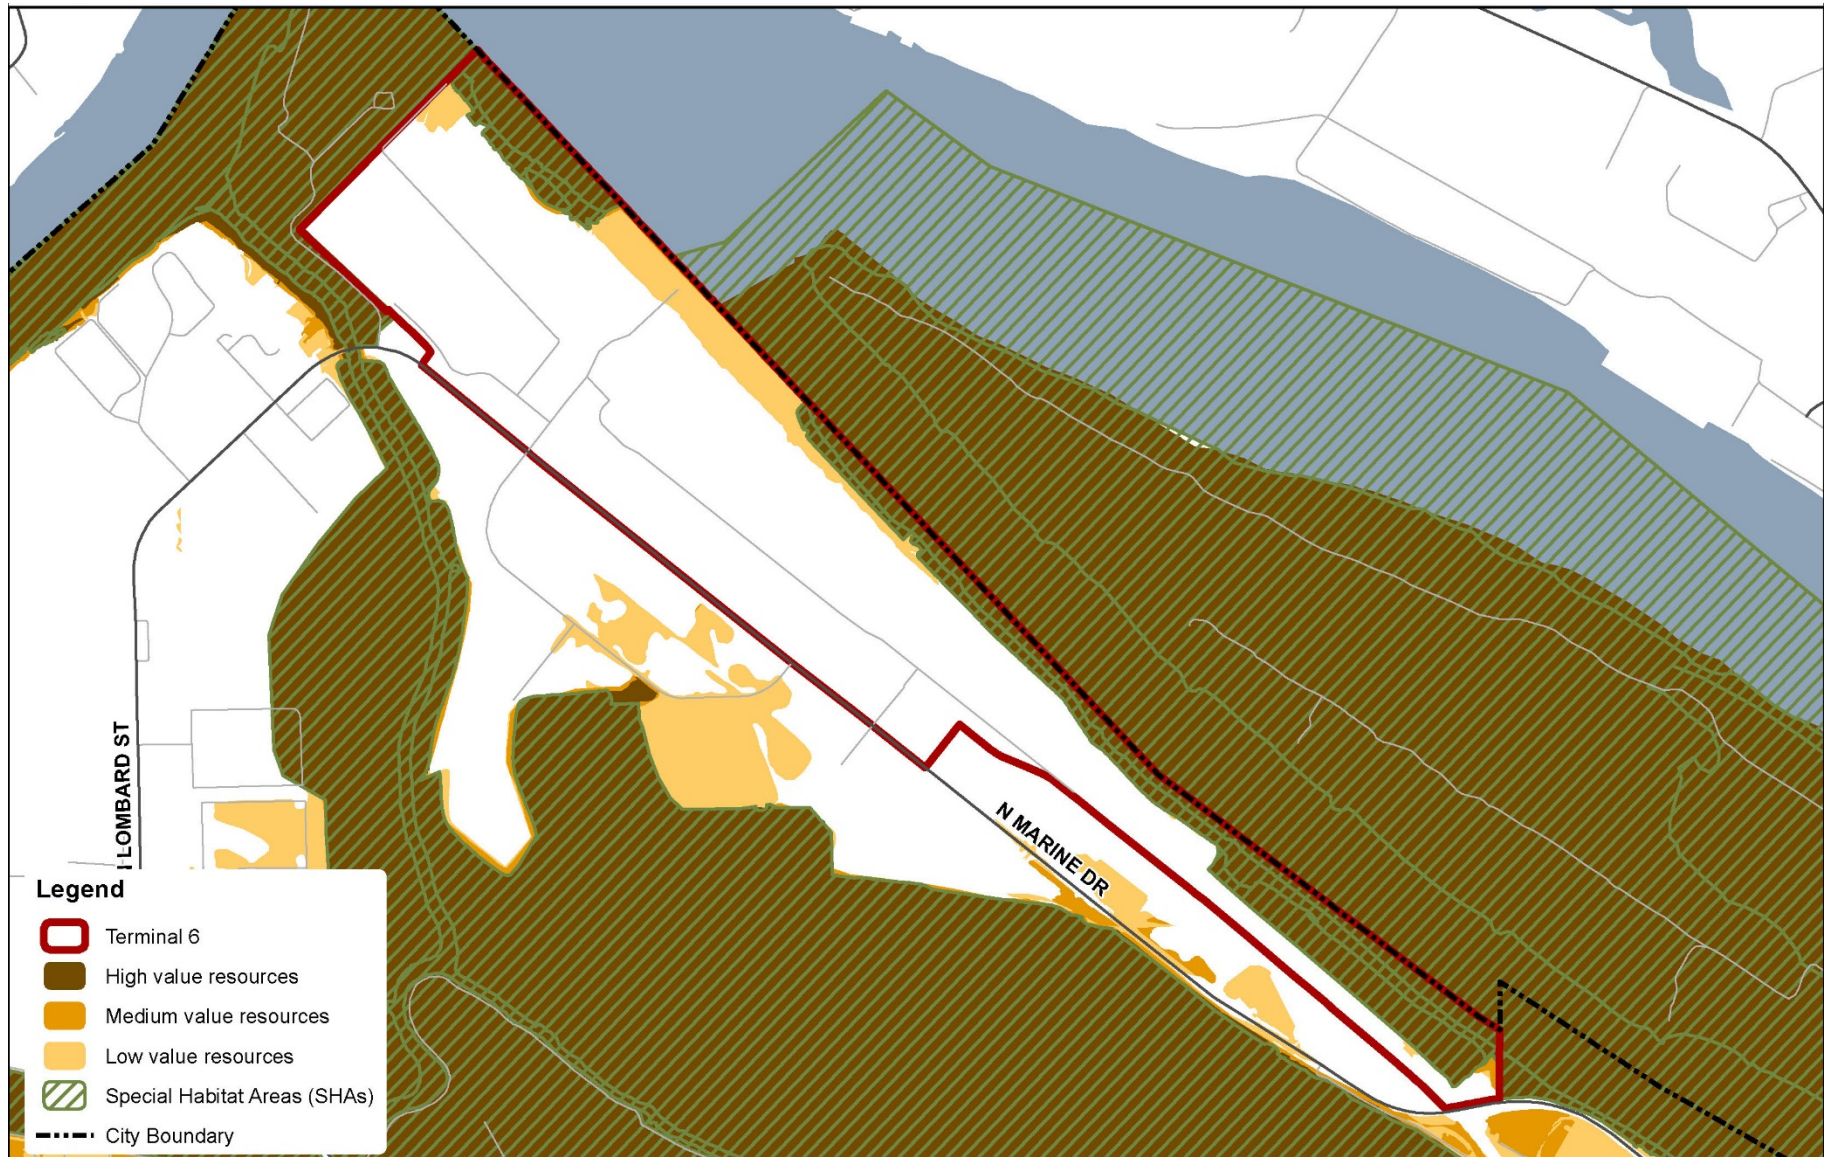 LOMBARD ST
N MARINE DR
Legend
Terminal 6
High value resources
Medium value resources
Low value resources
Special Habitat Areas (SHAs)
City Boundary